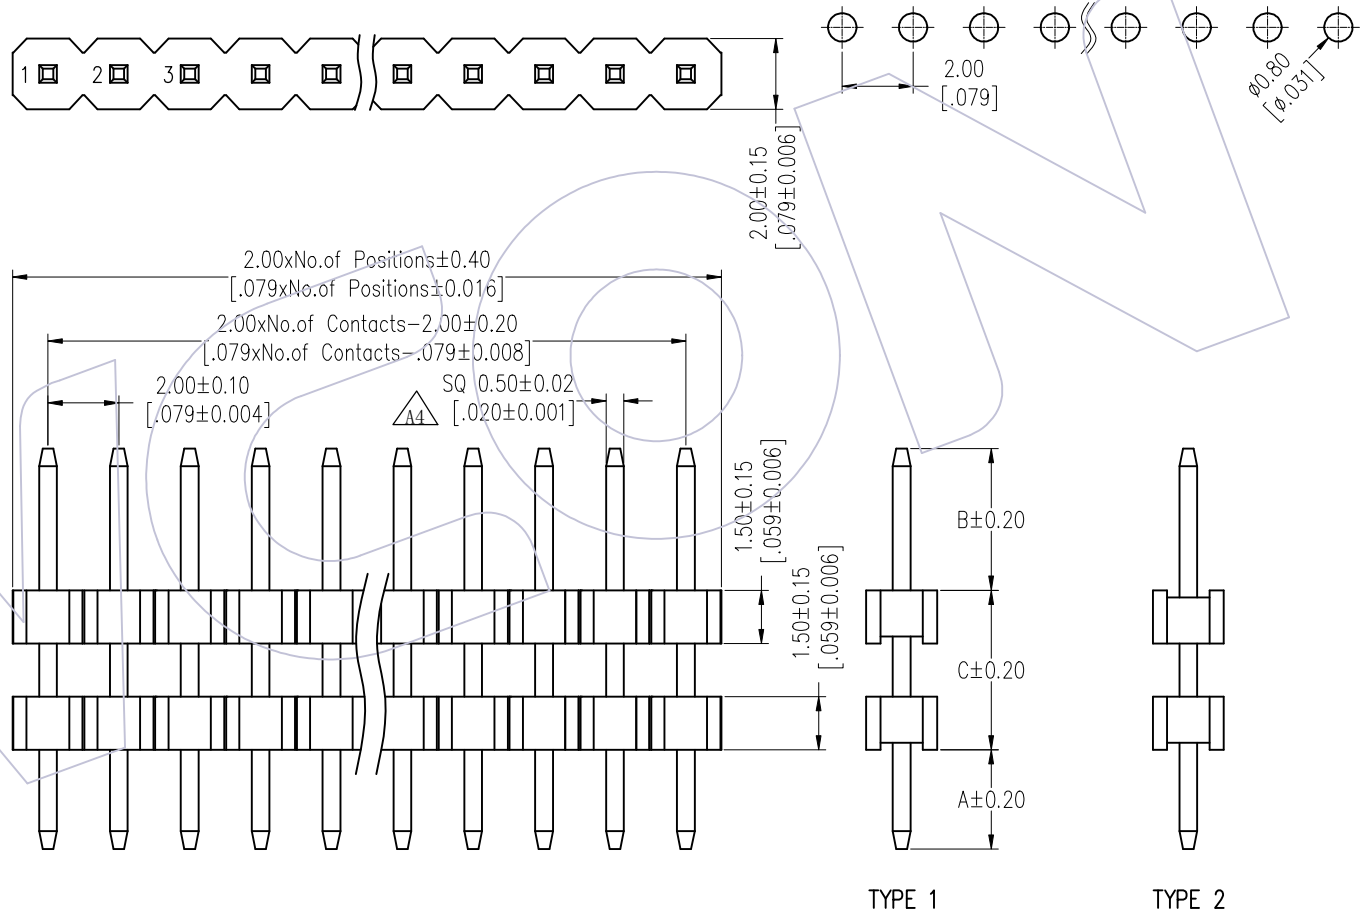 1 2 3
2.00
[.079]
ø0.80
[ø.031]
2.00±0.15
[.079±0.006]
2.00xNo.of Positions±0.40
[.079xNo.of Positions±0.016]
2.00xNo.of Contacts-2.00±0.20
[.079xNo.of Contacts-.079±0.008]
2.00±0.10
[.079±0.004]
A4
SQ 0.50±0.02
[.020±0.001]
1.50±0.15
[.059±0.006]
1.50±0.15
[.059±0.006]
B±0.20
C±0.20
A±0.20
TYPE 1
TYPE 2